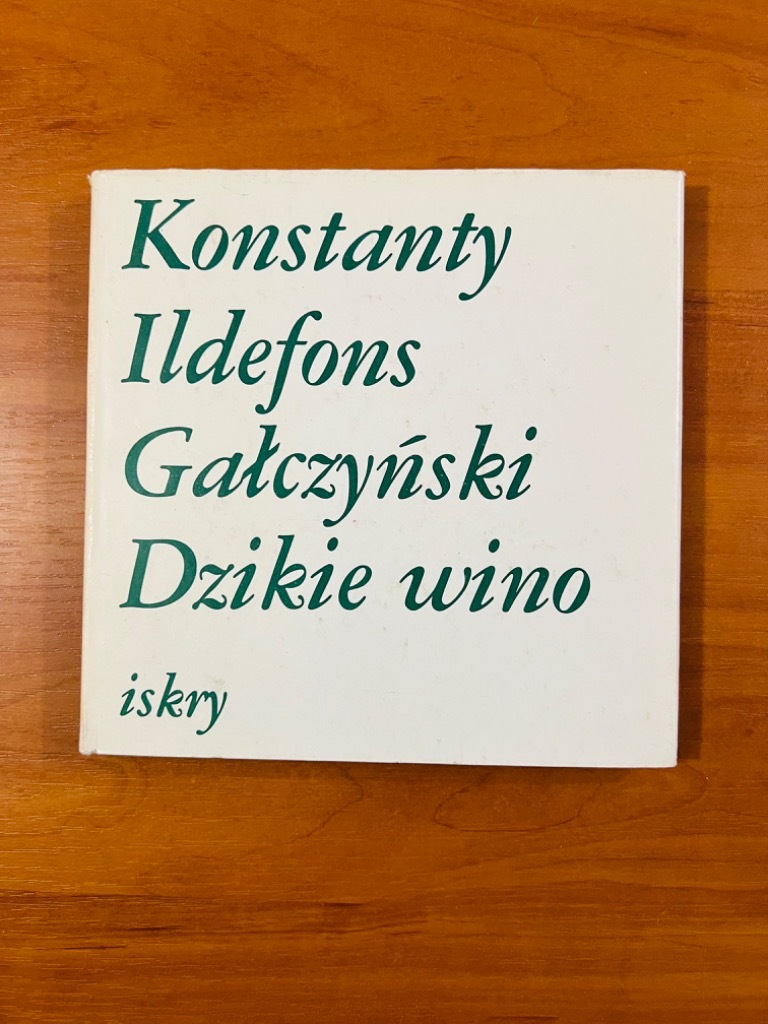 Konstanty
Ildefons
Gałczyński
Dzikie wino
iskry